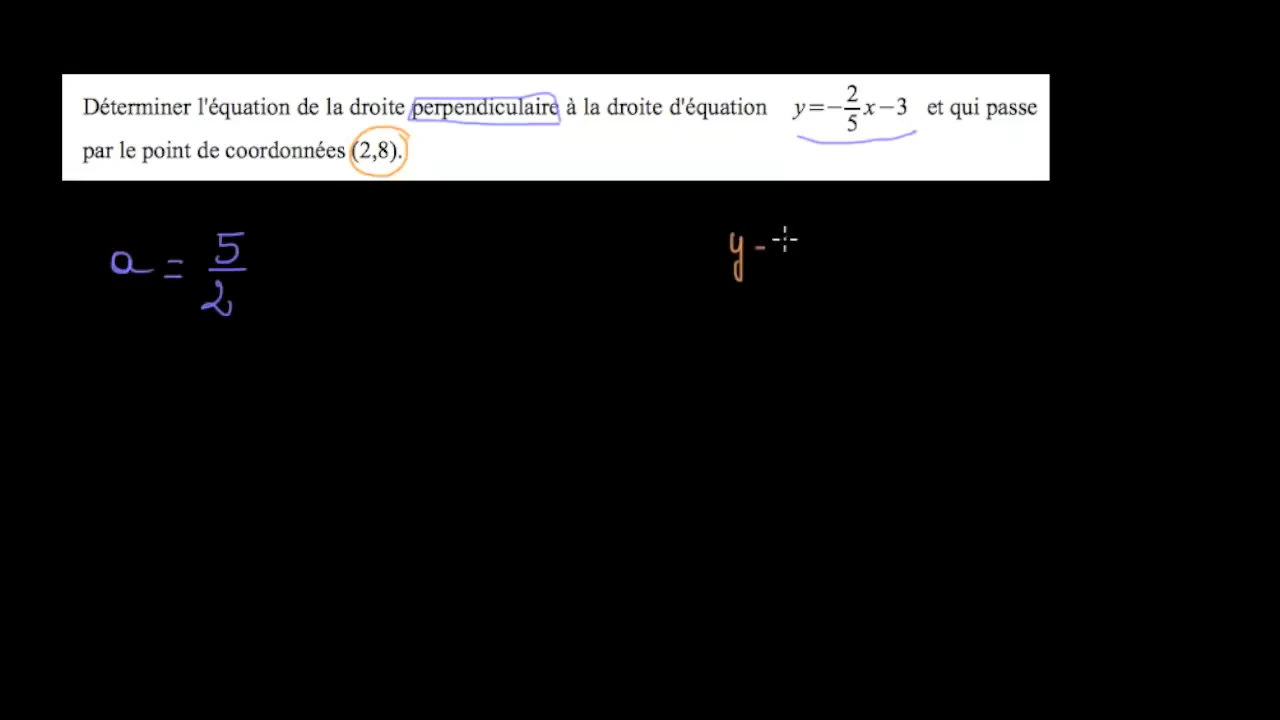 Déterminer l'équation de la droite perpendiculaire à la droite d'équation y=-2/5x-3 et qui passe
par le point de coordonnées (2,8).
a = 5/2
y -